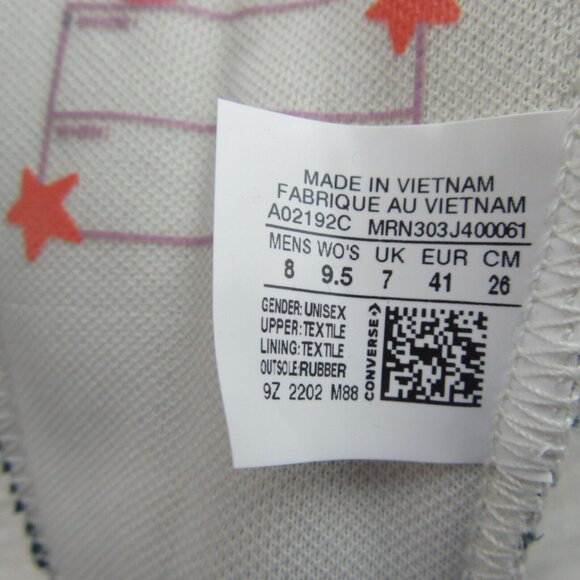 WHEN:
MADE IN VIETNAM
FABRIQUE AU VIETNAM
A02192C MRN303J400061
MENS WO'S UK EUR CM
8 9.5 7 41 26
GENDER: UNISEX
UPPER: TEXTILE
LINING: TEXTILE
OUTSOLE:RUBBER
9Z 2202 M88
CONVERSE